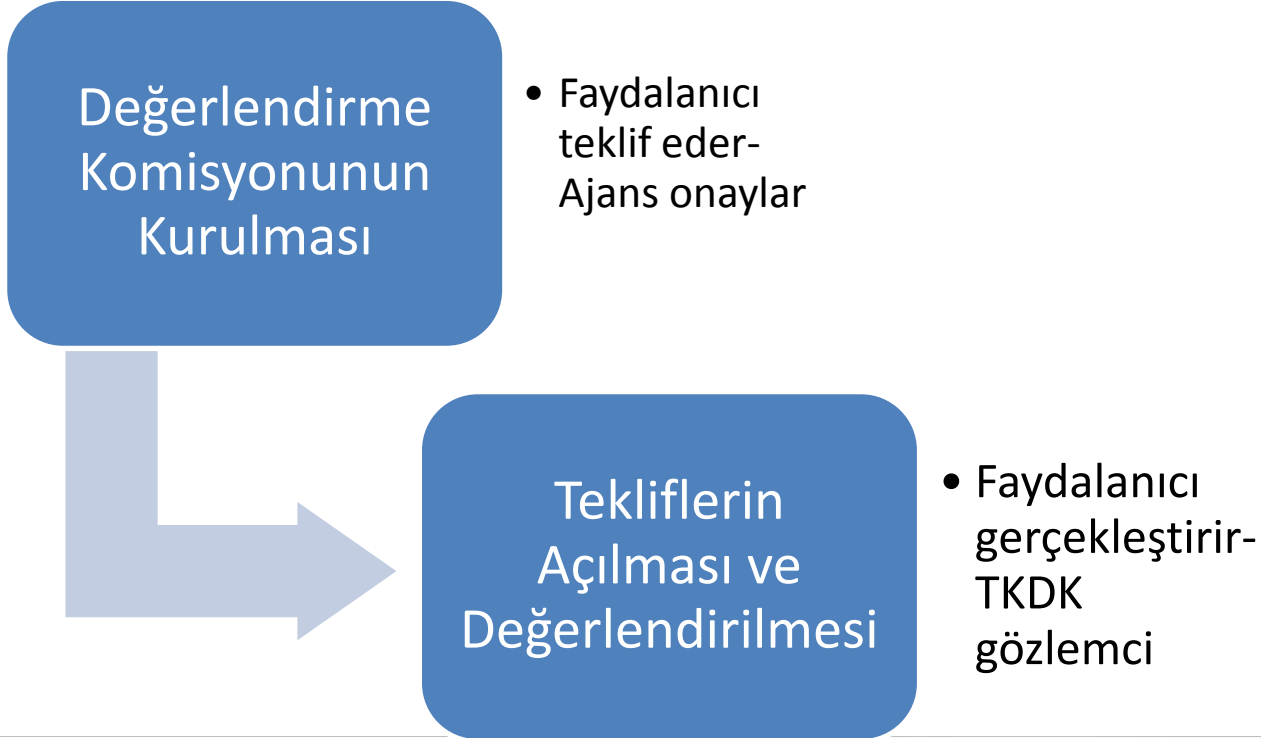 Değerlendirme
Komisyonunun
Kurulması
• Faydalanıcı
teklif eder-
Ajans onaylar
Tekliflerin
Açılması ve
Değerlendirilmesi
• Faydalanıcı
gerçekleştirir-
TKDK
gözlemci